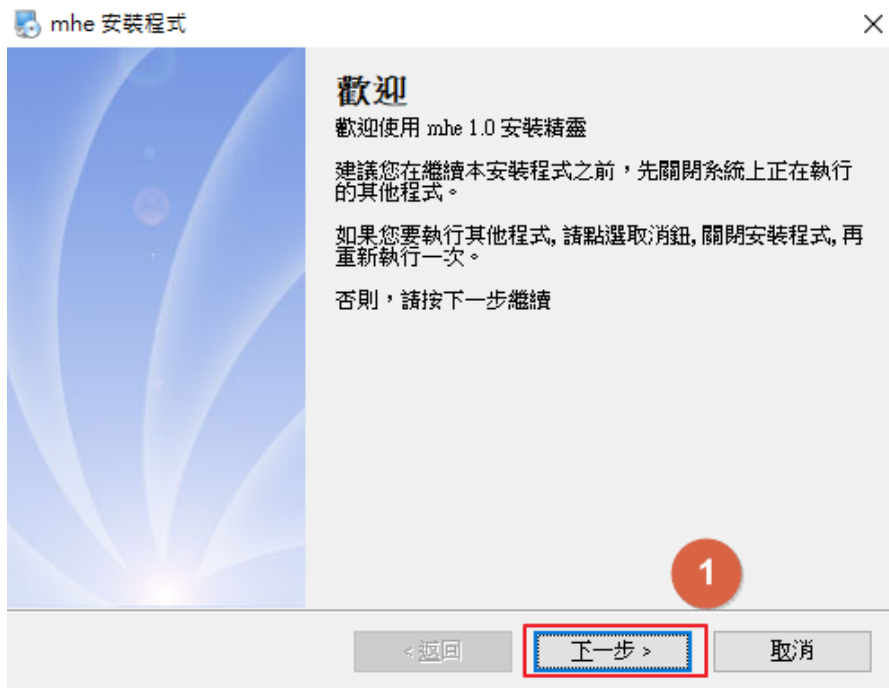 mhe 安裝程式
歡迎
歡迎使用 mhe 1.0 安裝精靈
建議您在繼續本安裝程式之前，先關閉系統上正在執行
的其他程式。
如果您要執行其他程式, 請點選取消鈕, 關閉安裝程式, 再
重新執行一次。
否則，請按下一步繼續
1
< 返回
下一步 >
取消